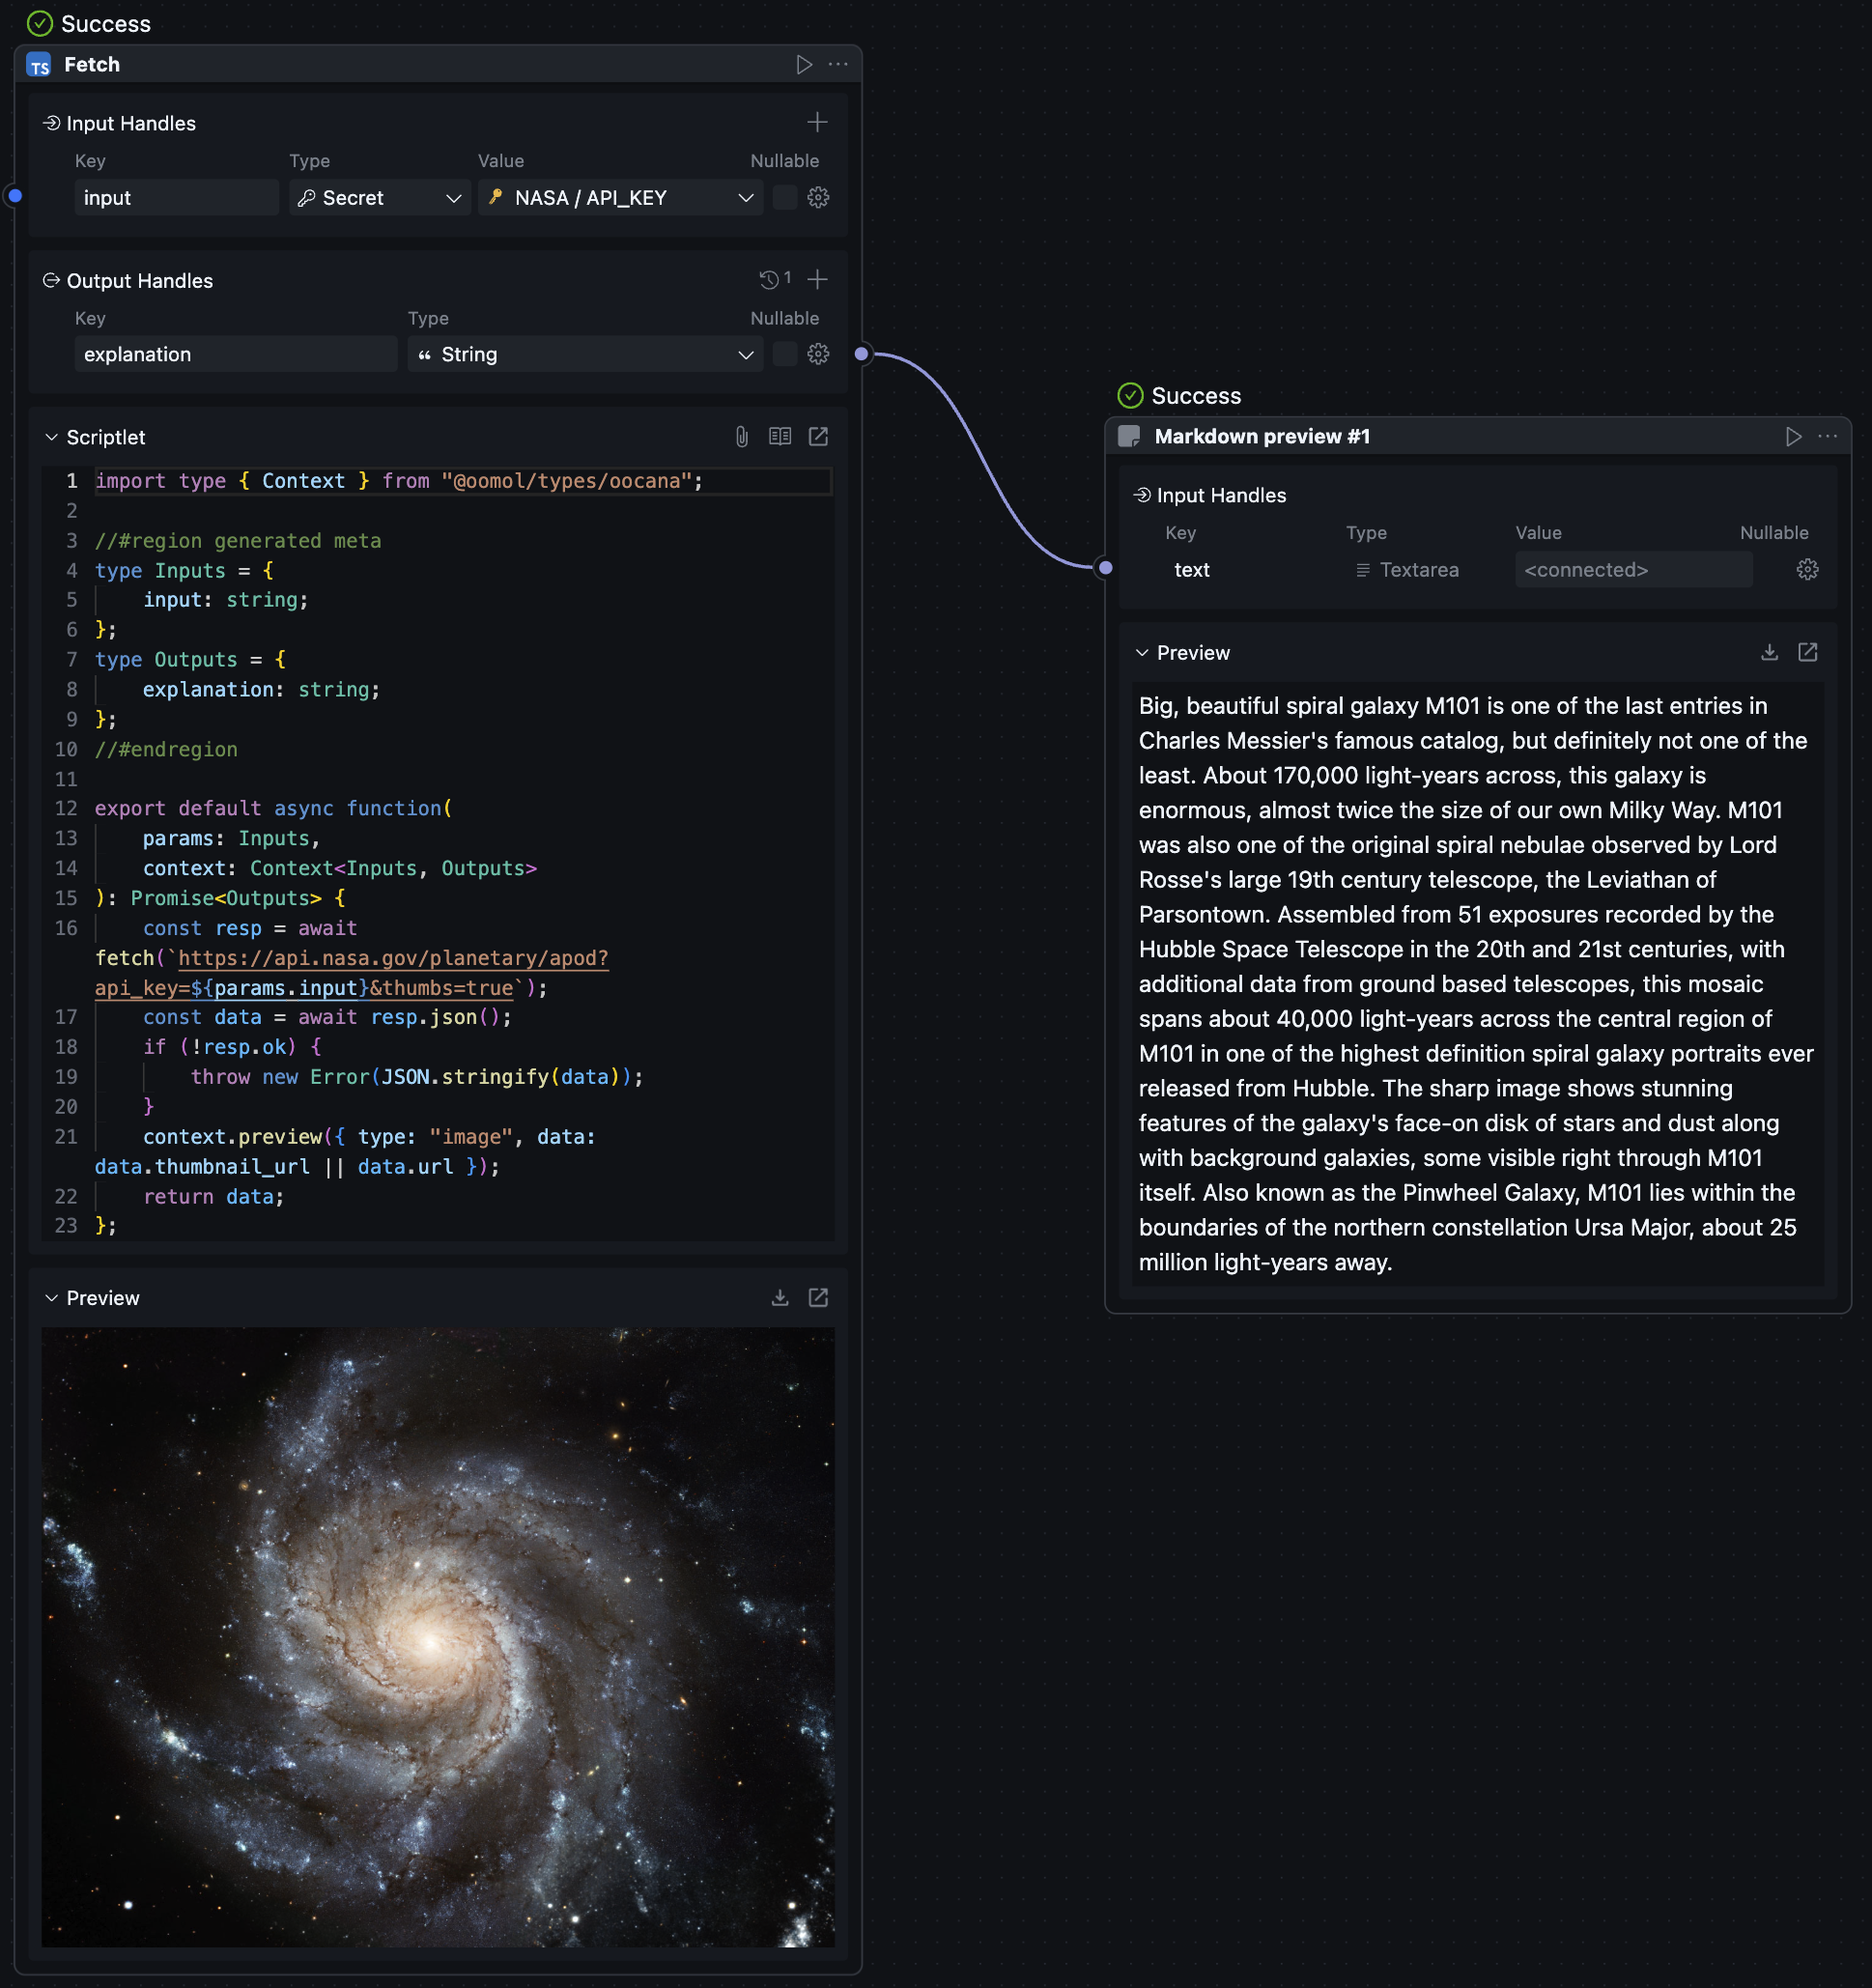 Success
TS Fetch
Input Handles
Key Type Value Nullable
input Secret NASA / API_KEY
Output Handles 1
Key Type Nullable
explanation String
Scriptlet
1 import type { Context } from "@oomol/types/oocana";
2
3 //#region generated meta
4 type Inputs = {
5 input: string;
6 };
7 type Outputs = {
8 explanation: string;
9 };
10 //#endregion
11
12 export default async function(
13 params: Inputs,
14 context: Context<Inputs, Outputs>
15 ): Promise<Outputs> {
16 const resp = await
fetch(`https://api.nasa.gov/planetary/apod?
api_key=${params.input}&thumbs=true`);
17 const data = await resp.json();
18 if (!resp.ok) {
19 throw new Error(JSON.stringify(data));
20 }
21 context.preview({ type: "image", data:
data.thumbnail_url || data.url });
22 return data;
23 };
Preview
Success
Markdown preview #1
Input Handles
Key Type Value Nullable
text Textarea <connected>
Preview
Big, beautiful spiral galaxy M101 is one of the last entries in
Charles Messier's famous catalog, but definitely not one of the
least. About 170,000 light-years across, this galaxy is
enormous, almost twice the size of our own Milky Way. M101
was also one of the original spiral nebulae observed by Lord
Rosse's large 19th century telescope, the Leviathan of
Parsontown. Assembled from 51 exposures recorded by the
Hubble Space Telescope in the 20th and 21st centuries, with
additional data from ground based telescopes, this mosaic
spans about 40,000 light-years across the central region of
M101 in one of the highest definition spiral galaxy portraits ever
released from Hubble. The sharp image shows stunning
features of the galaxy's face-on disk of stars and dust along
with background galaxies, some visible right through M101
itself. Also known as the Pinwheel Galaxy, M101 lies within the
boundaries of the northern constellation Ursa Major, about 25
million light-years away.